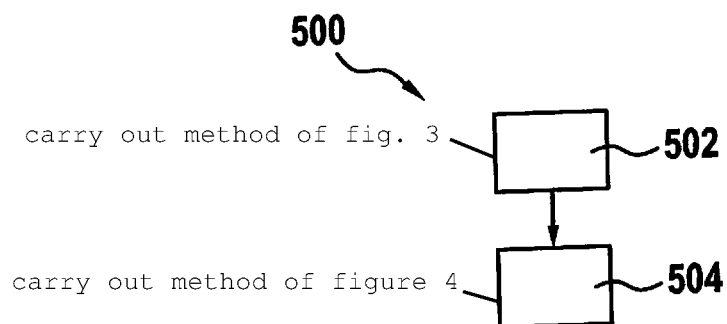 500
carry out method of fig. 3
502
carry out method of figure 4
504